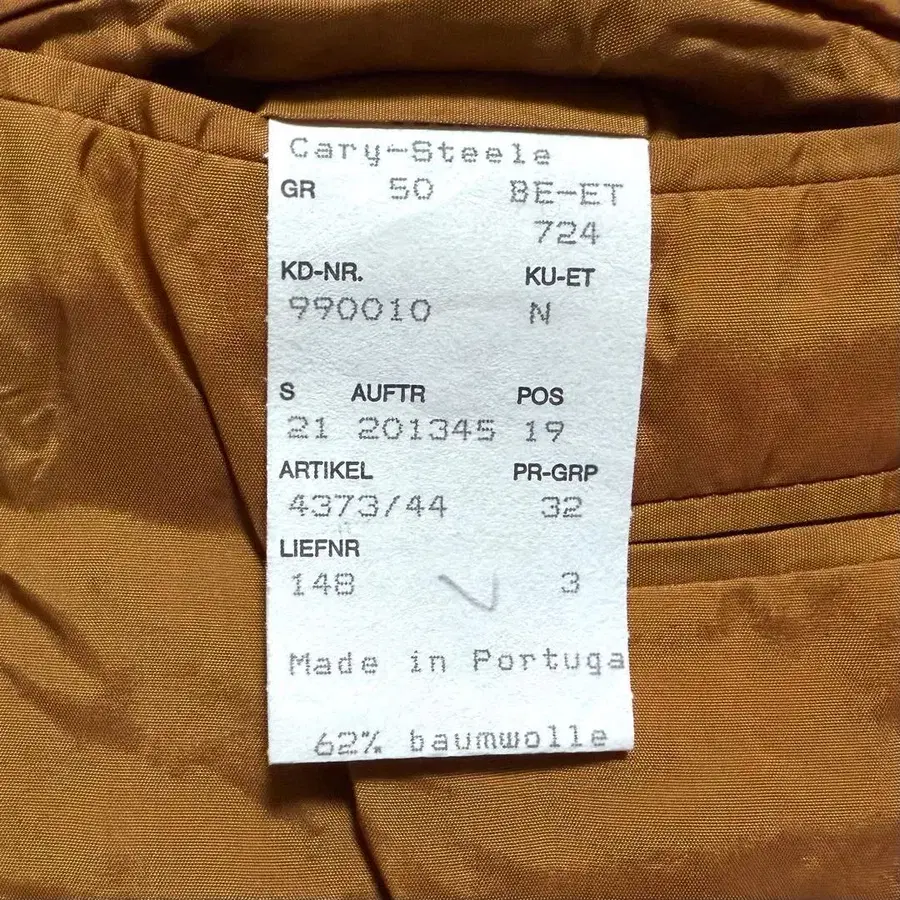 Cary-Steele
GR 50 BE-ET
724
KD-NR. KU-ET
990010 N
S AUFTR POS
21 201345 19
ARTIKEL PR-GRP
4373/44 32
LIEFNR
148 3
Made in Portuga
62% baumwolle